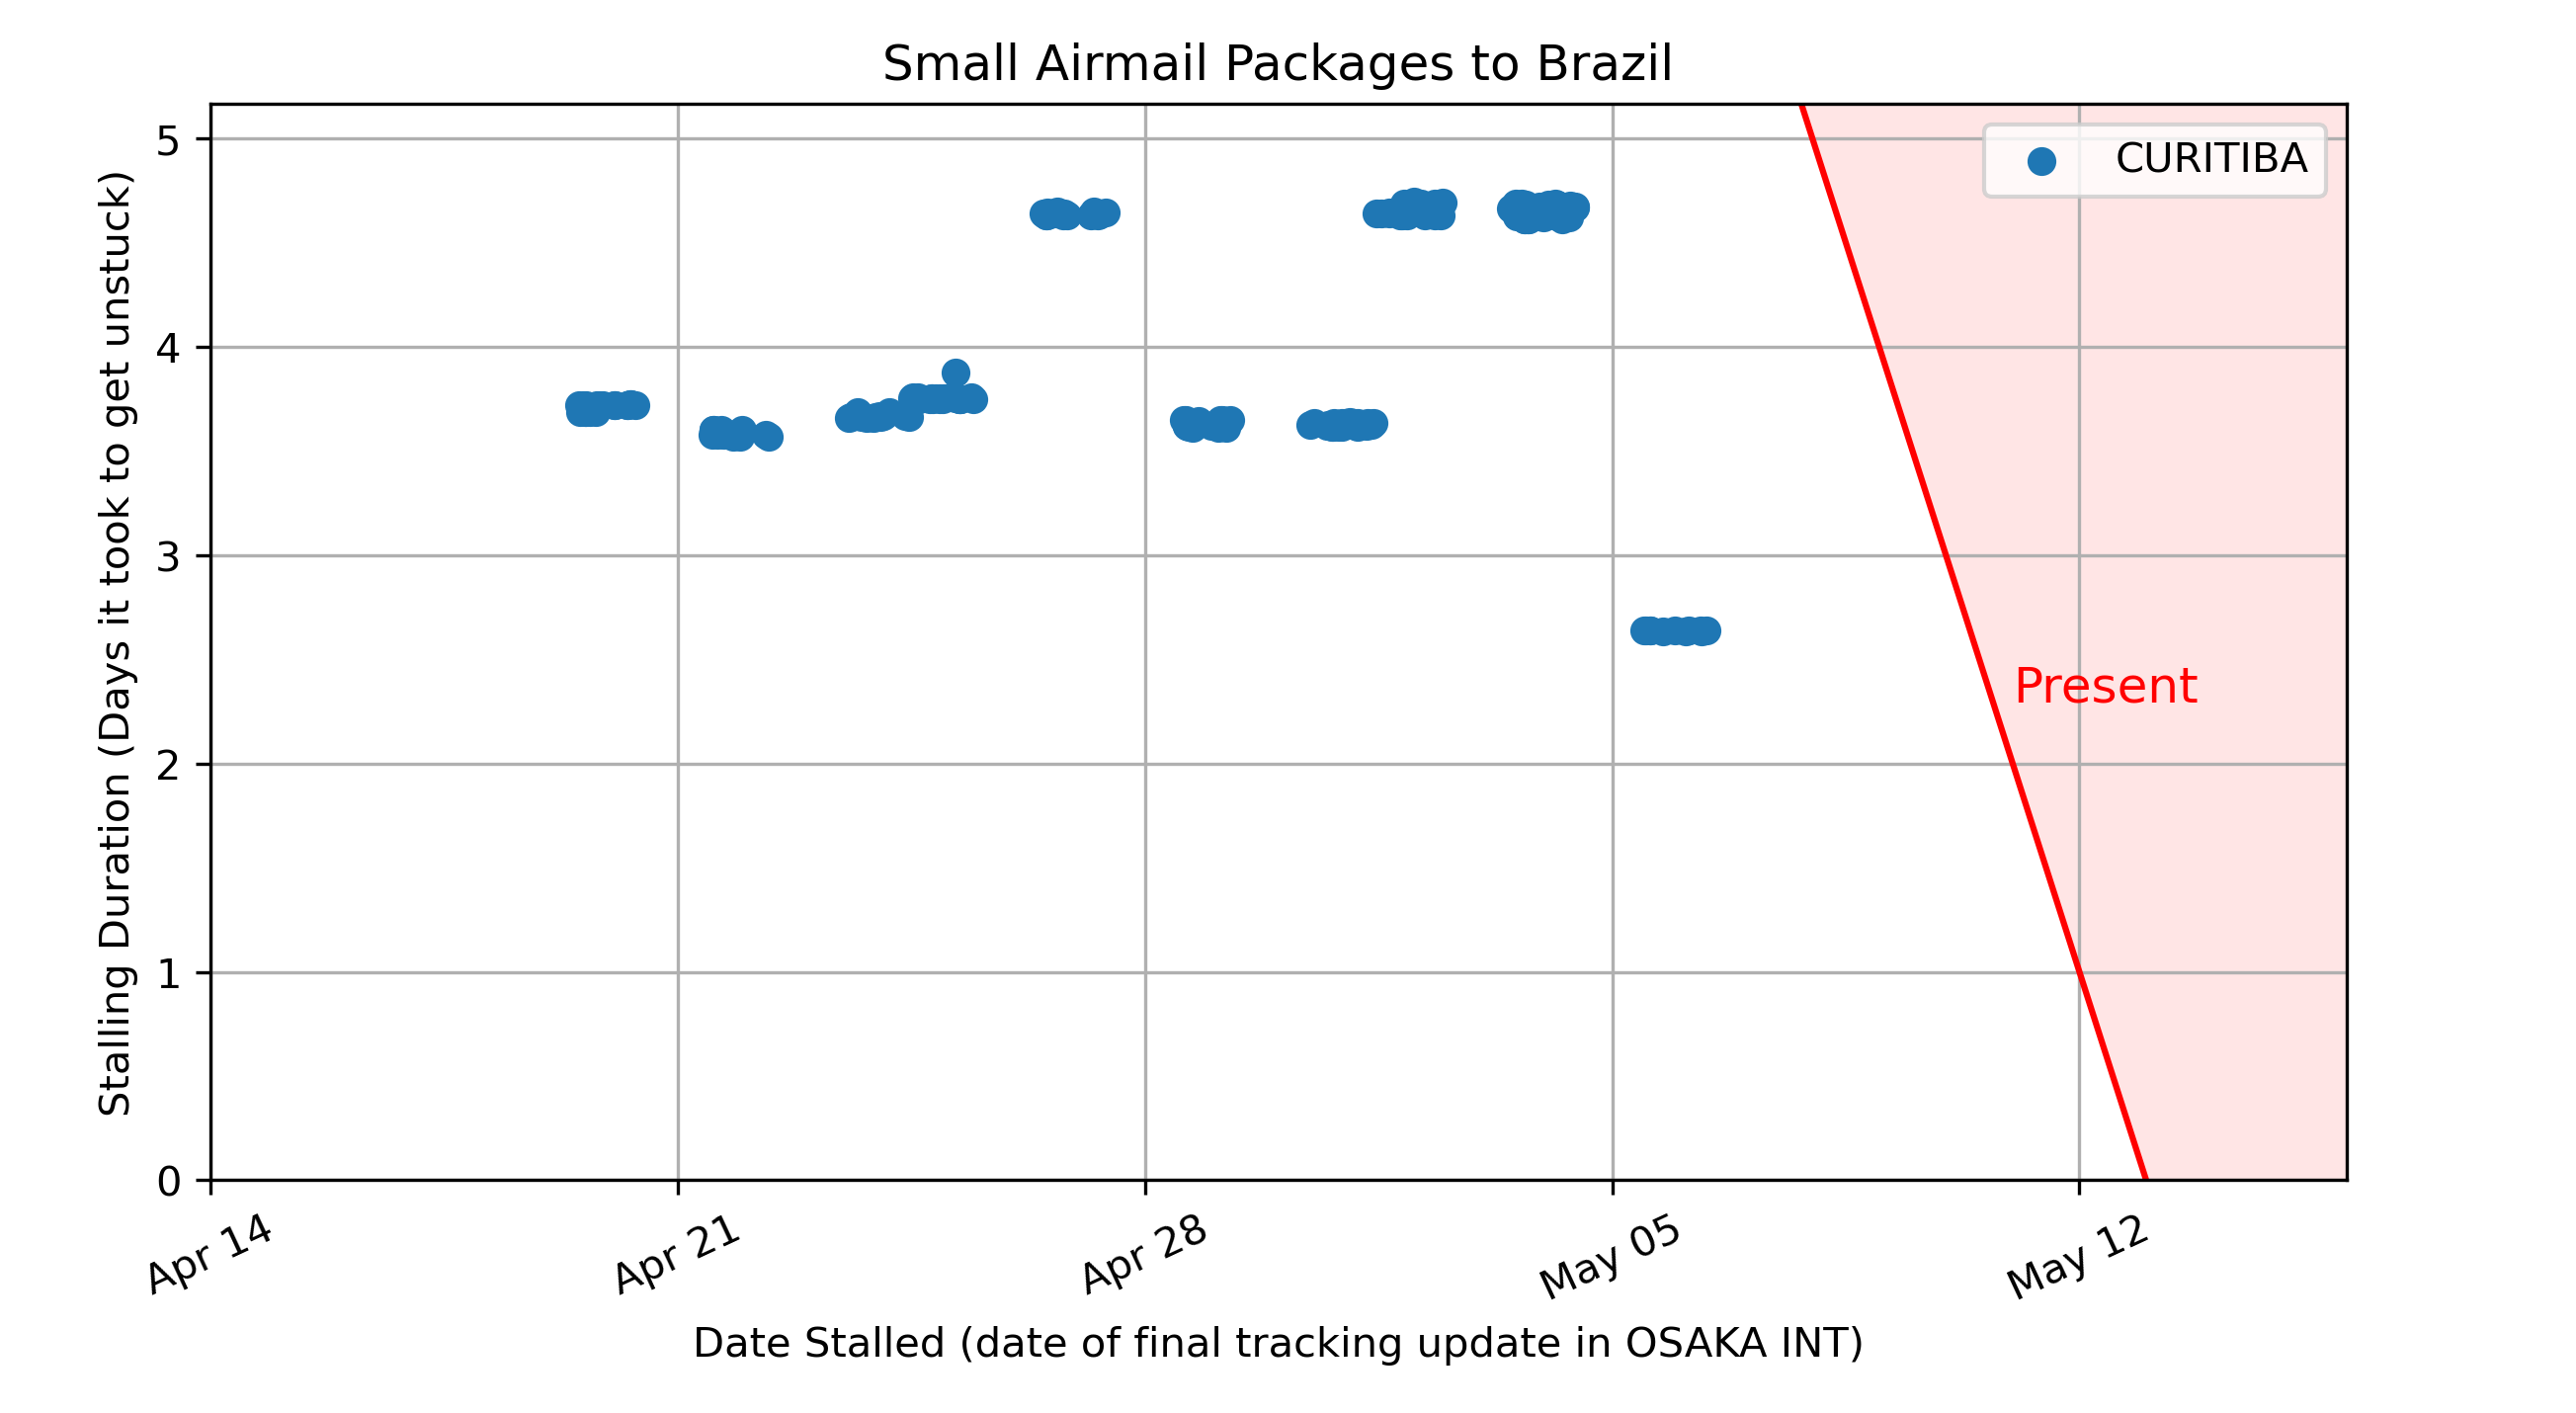 Small Airmail Packages to Brazil
Stalling Duration (Days it took to get unstuck)
5
4
3
2
1
0
CURITIBA
Present
Apr 14
Apr 21
Apr 28
May 05
May 12
Date Stalled (date of final tracking update in OSAKA INT)